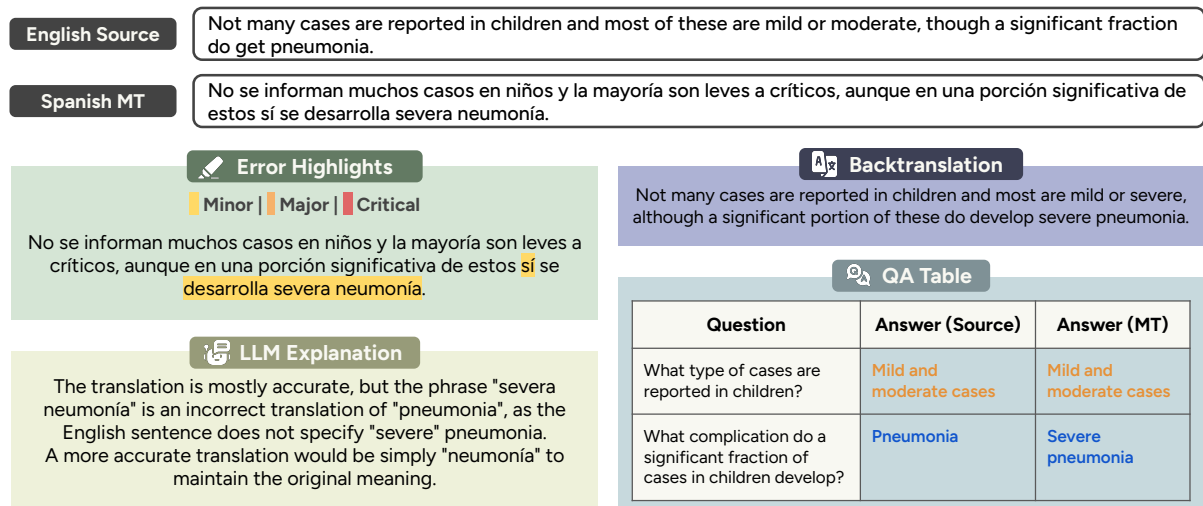 English Source
Not many cases are reported in children and most of these are mild or moderate, though a significant fraction
do get pneumonia.
Spanish MT
No se informan muchos casos en niños y la mayoría son leves a críticos, aunque en una porción significativa de
estos sí se desarrolla severa neumonía.
Error Highlights
Minor | Major | Critical
No se informan muchos casos en niños y la mayoría son leves a
críticos, aunque en una porción significativa de estos sí se
desarrolla severa neumonía.
LLM Explanation
The translation is mostly accurate, but the phrase "severa
neumonía" is an incorrect translation of "pneumonia", as the
English sentence does not specify "severe" pneumonia.
A more accurate translation would be simply "neumonía" to
maintain the original meaning.
Backtranslation
Not many cases are reported in children and most are mild or severe,
although a significant portion of these do develop severe pneumonia.
QA Table
Question Answer (Source) Answer (MT)
What type of cases are Mild and Mild and
reported in children? moderate cases moderate cases
What complication do a Pneumonia Severe
significant fraction of pneumonia
cases in children develop?